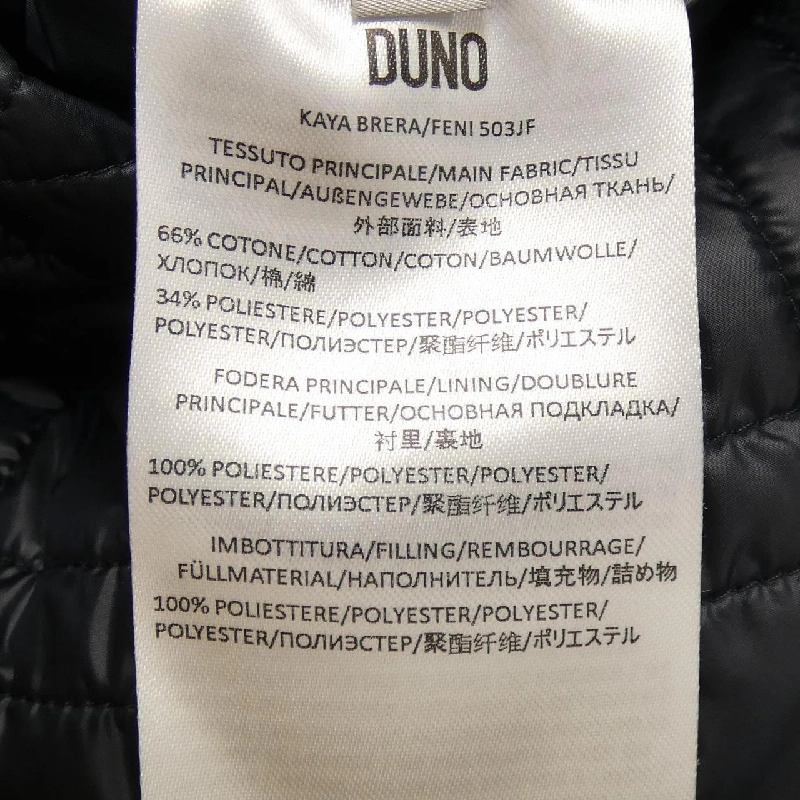 DUNO
KAYA BRERA/FENI 503JF
TESSUTO PRINCIPALE/MAIN FABRIC/TISSU
PRINCIPAL/AUßENGEWEBE/ОСНОВНАЯ ТКАНЬ/
外部面料/表地
66% COTONE/COTTON/COTON/BAUMWOLLE/
ХЛОПОК/棉/綿
34% POLIESTERE/POLYESTER/POLYESTER/
POLYESTER/ПОЛИЭСТЕР/聚酯纤维/ポリエステル
FODERA PRINCIPALE/LINING/DOUBLURE
PRINCIPALE/FUTTER/ОСНОВНАЯ ПОДКЛАДКА/
衬里/裏地
100% POLIESTERE/POLYESTER/POLYESTER/
POLYESTER/ПОЛИЭСТЕР/聚酯纤维/ポリエステル
IMBOTTITURA/FILLING/REMBOURRAGE/
FÜLLMATERIAL/НАПОЛНИТЕЛЬ/填充物/詰め物
100% POLIESTERE/POLYESTER/POLYESTER/
POLYESTER/ПОЛИЭСТЕР/聚酯纤维/ポリエステル